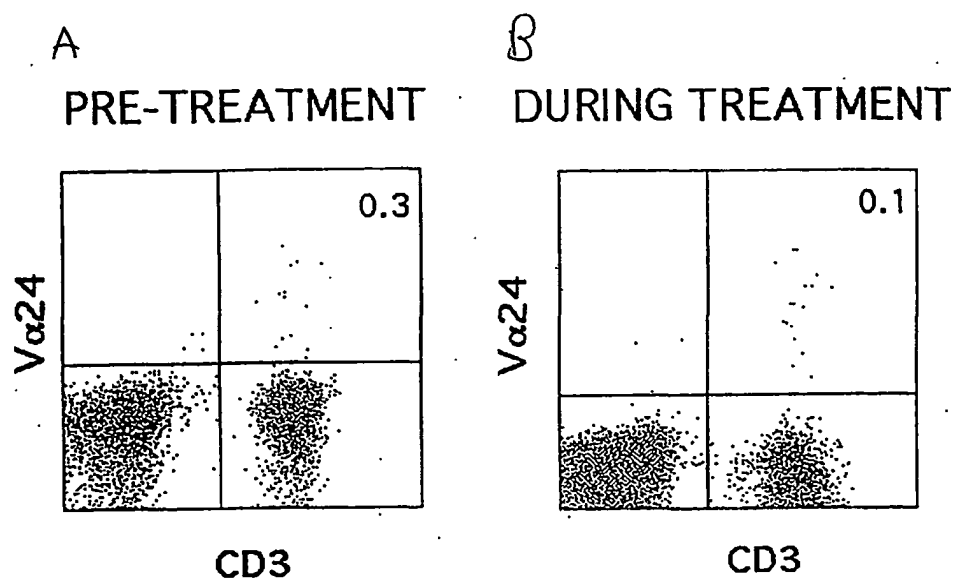 A
PRE-TREATMENT
0.3
Vα24
CD3
B
DURING TREATMENT
0.1
Vα24
CD3